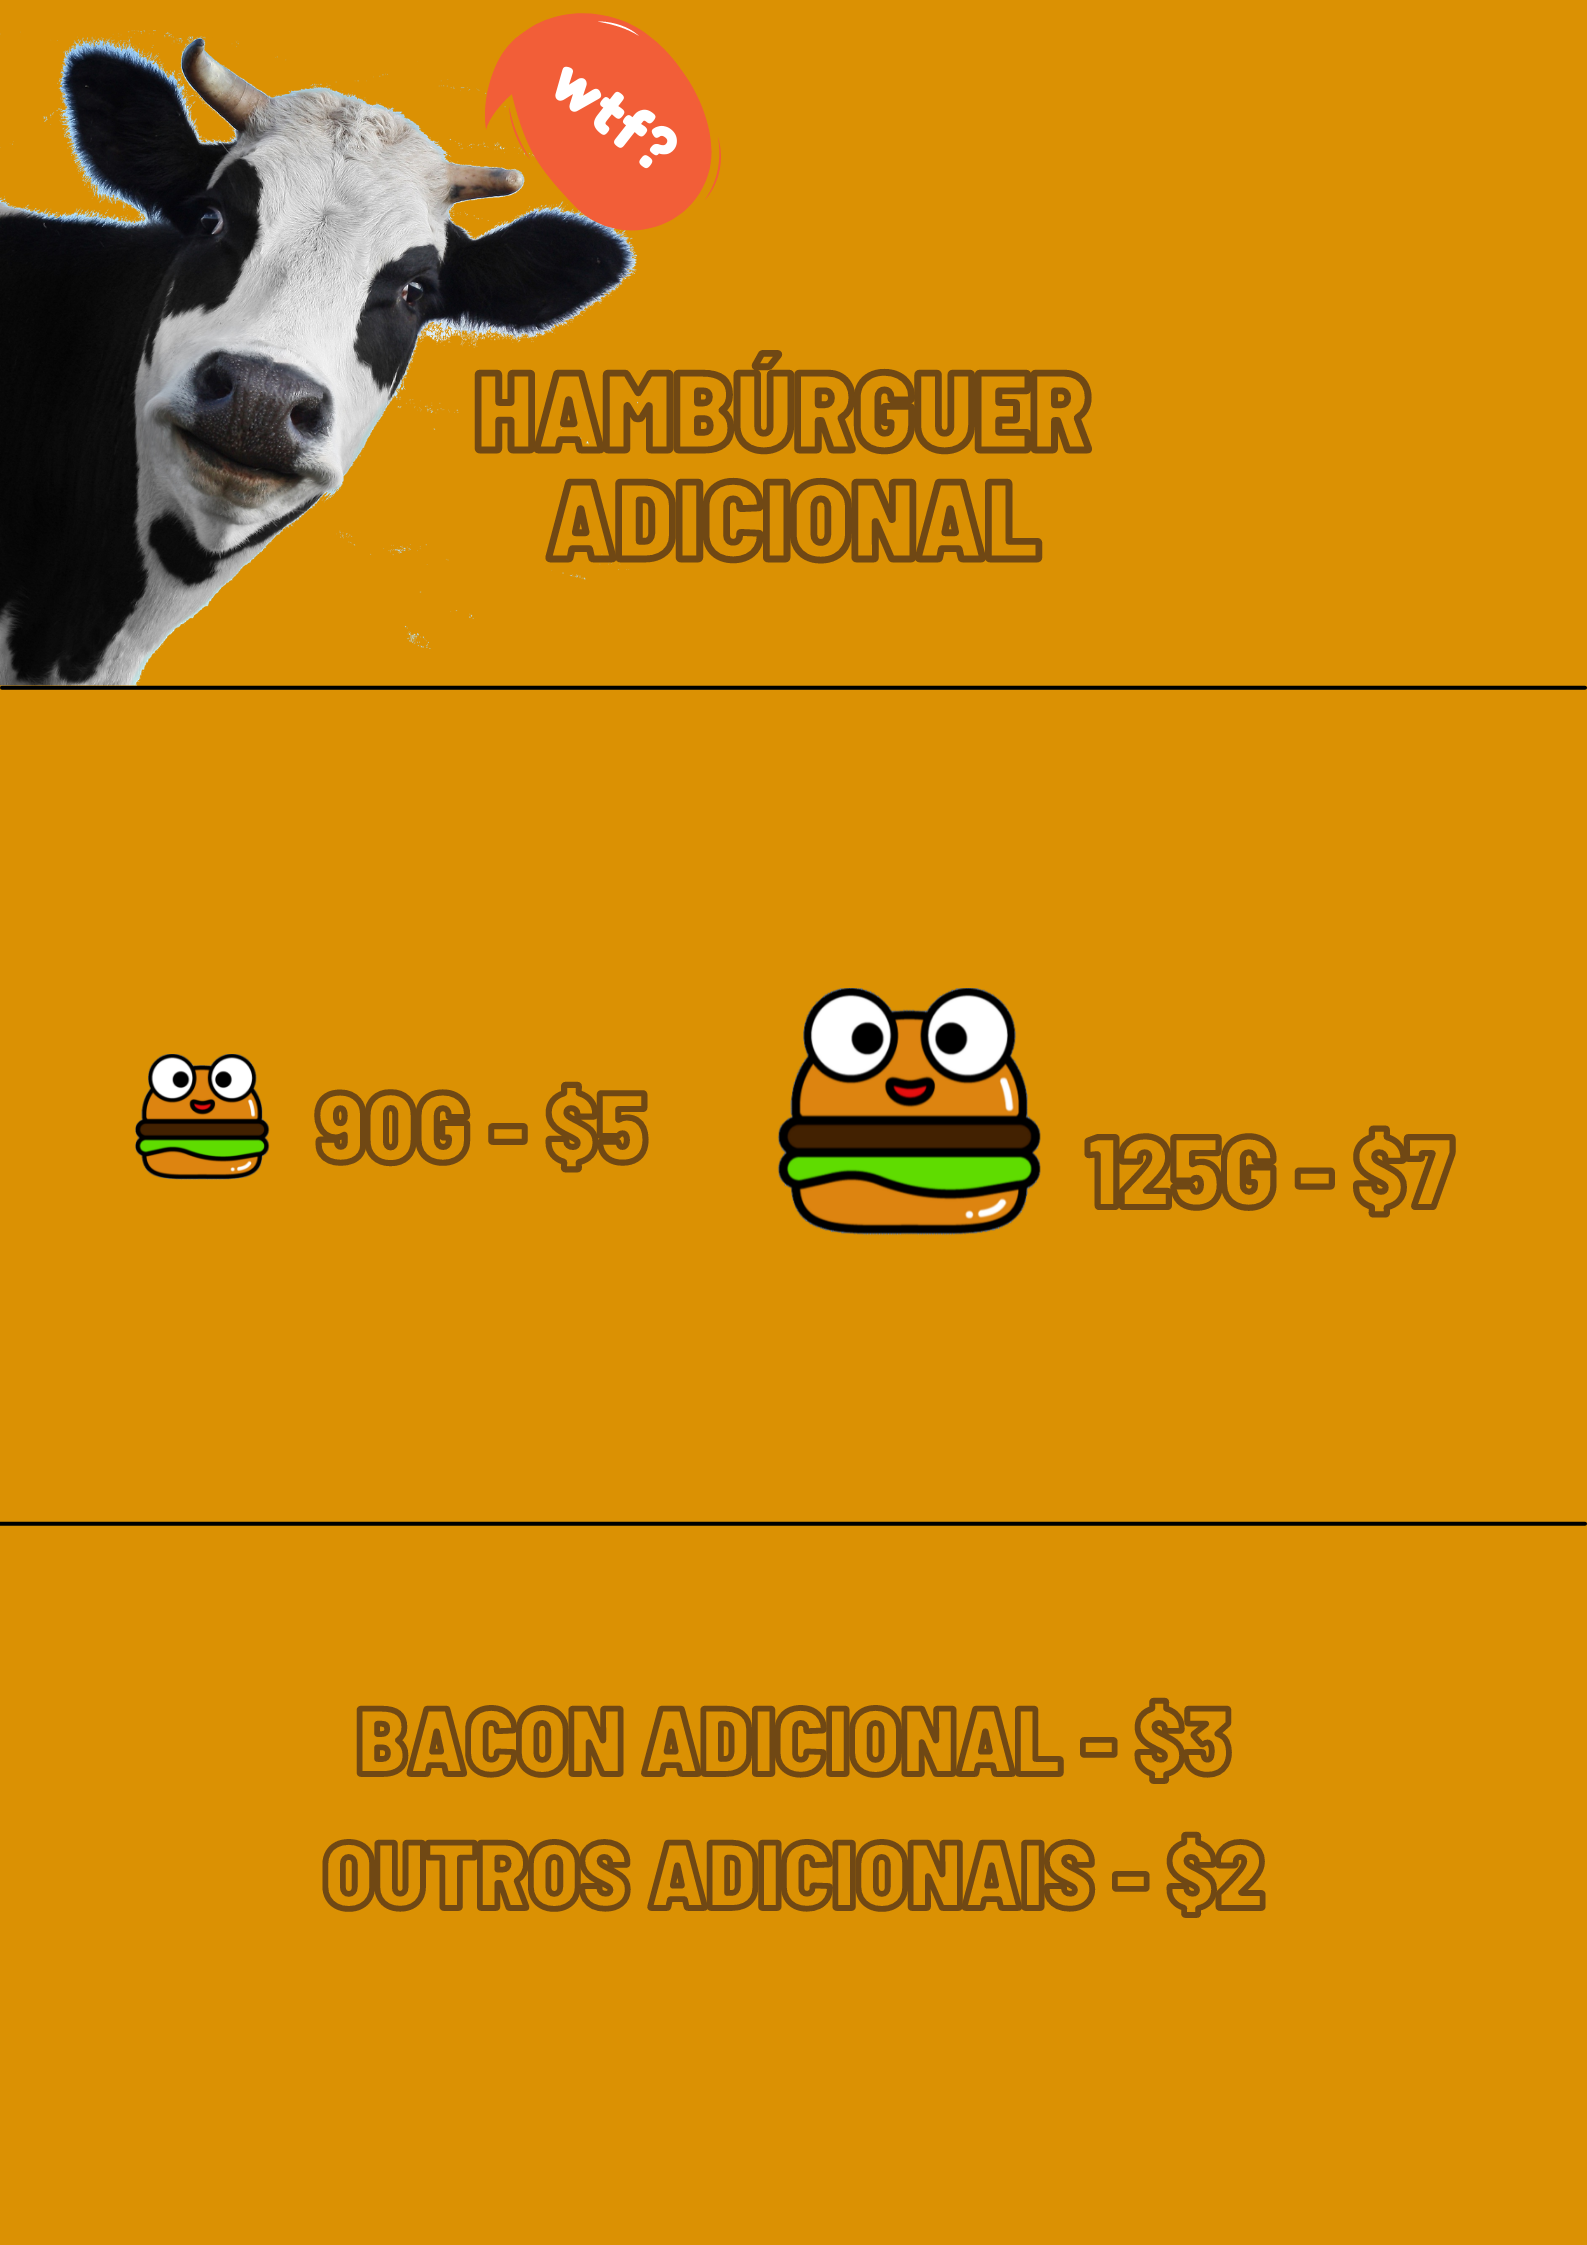 wtf?
HAMBÚRGUER
ADICIONAL
90G - $5
125G - $7
BACON ADICIONAL - $3
OUTROS ADICIONAIS - $2